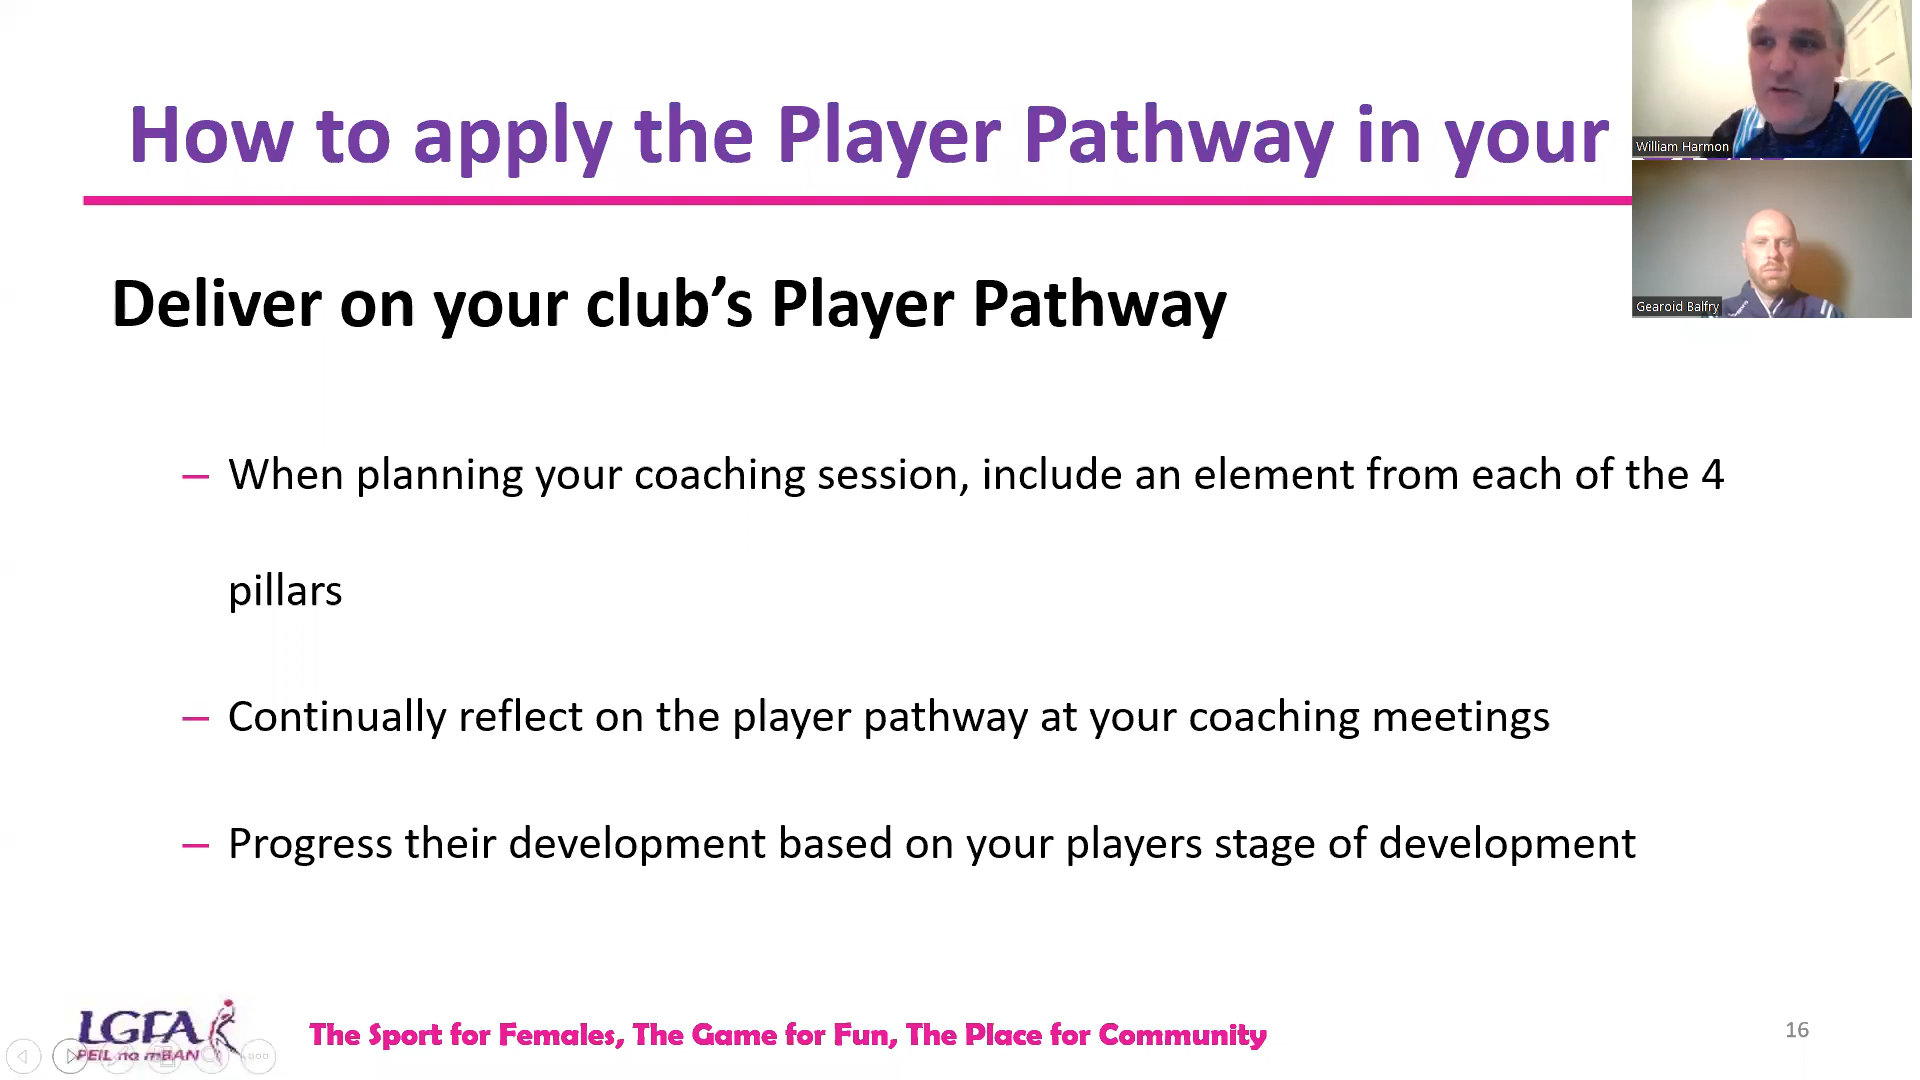 How to apply the Player Pathway in your
William Harmon
Deliver on your club’s Player Pathway
Gearoid Balfry
– When planning your coaching session, include an element from each of the 4
pillars
– Continually reflect on the player pathway at your coaching meetings
– Progress their development based on your players stage of development
LGFA
PEIL na mBAN
The Sport for Females, The Game for Fun, The Place for Community
16